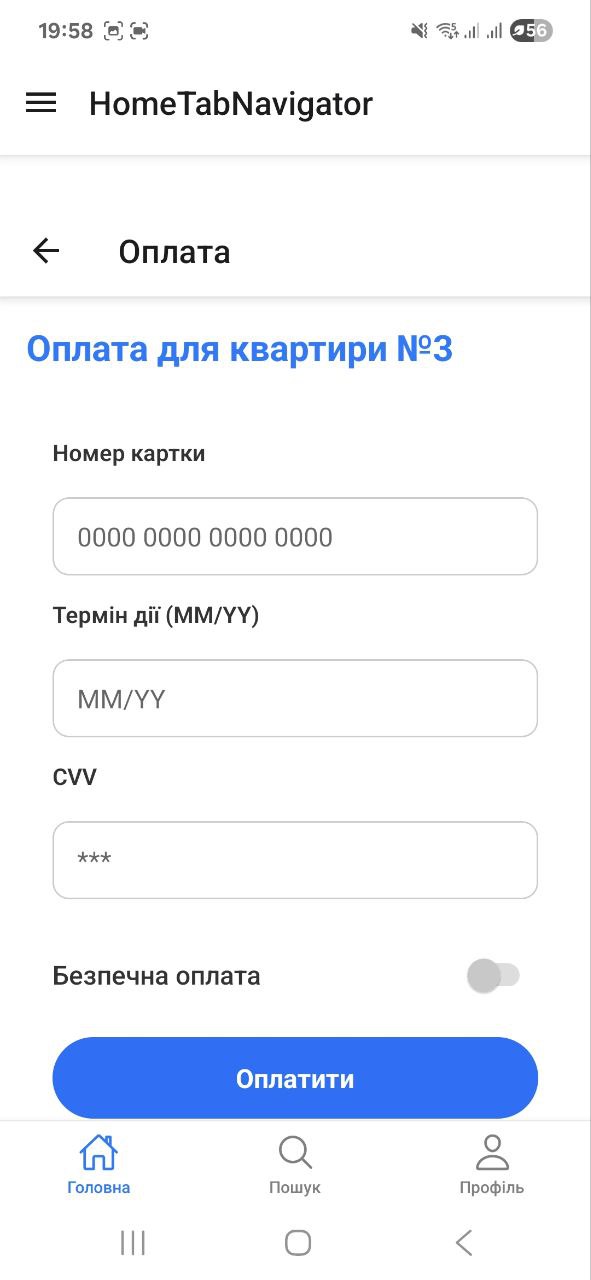 19:58 56
HomeTabNavigator
Оплата
Оплата для квартири №3
Номер картки
0000 0000 0000 0000
Термін дії (MM/YY)
MM/YY
CVV
***
Безпечна оплата
Оплатити
Головна Пошук Профіль